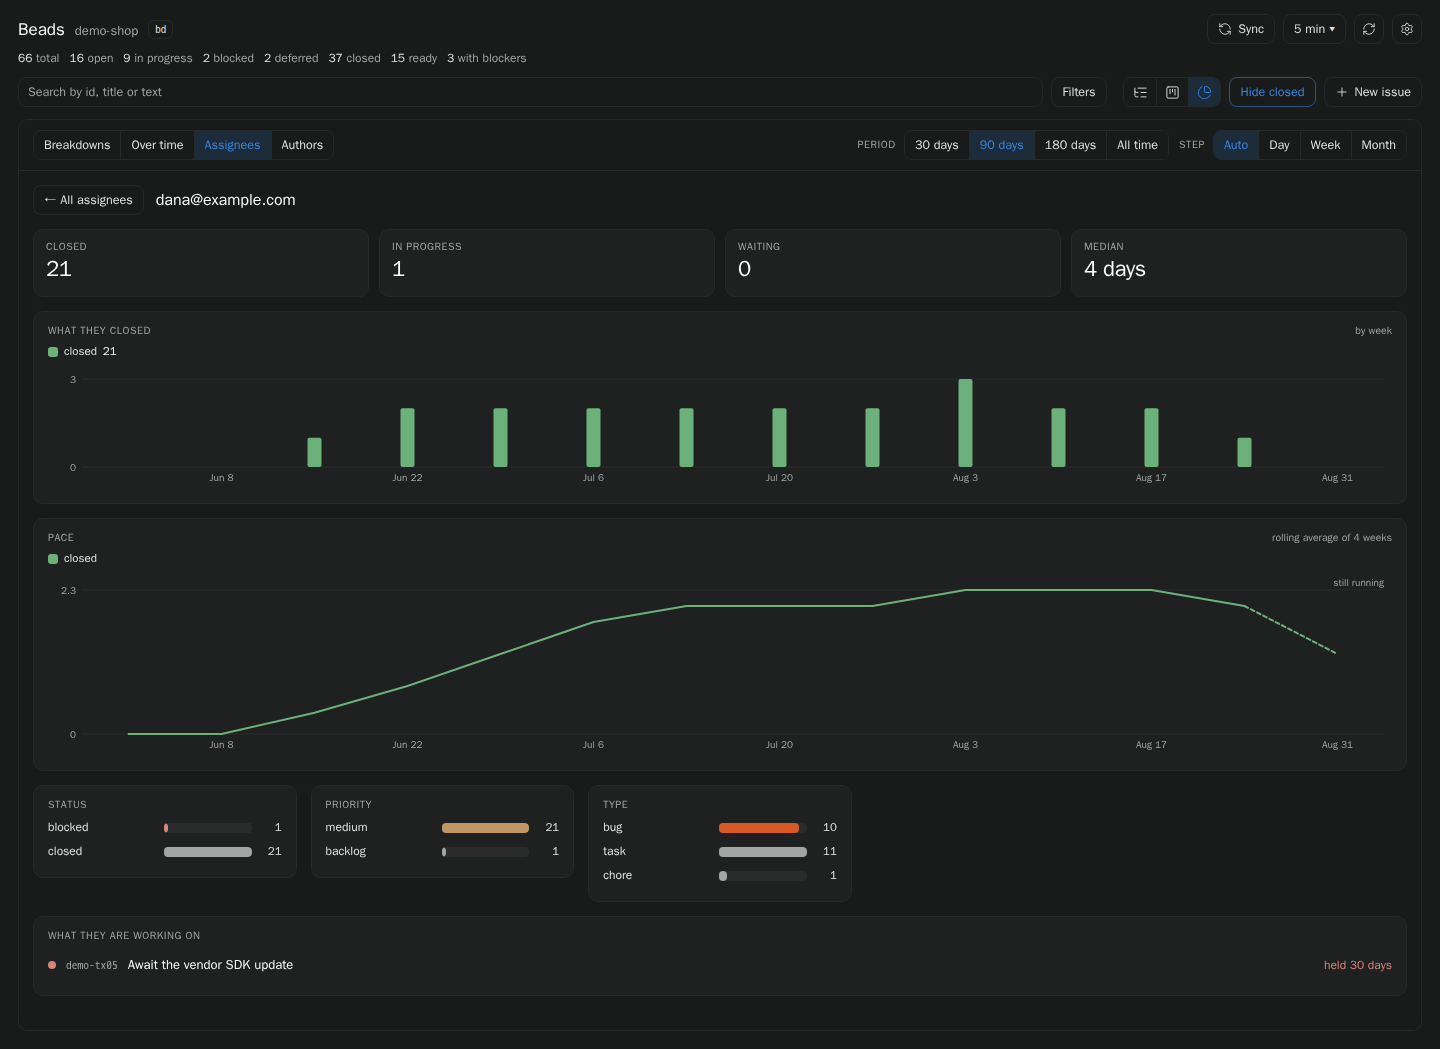 Beads demo-shop bd
Sync 5 min ▾
66 total 16 open 9 in progress 2 blocked 2 deferred 37 closed 15 ready 3 with blockers
Search by id, title or text
Filters
Hide closed
+ New issue
Breakdowns Over time Assignees Authors
PERIOD 30 days 90 days 180 days All time STEP Auto Day Week Month
← All assignees dana@example.com
CLOSED
21
IN PROGRESS
1
WAITING
0
MEDIAN
4 days
WHAT THEY CLOSED by week
closed 21
3
0
Jun 8 Jun 22 Jul 6 Jul 20 Aug 3 Aug 17 Aug 31
PACE rolling average of 4 weeks
closed
still running
2.3
0
Jun 8 Jun 22 Jul 6 Jul 20 Aug 3 Aug 17 Aug 31
STATUS
blocked 1
closed 21
PRIORITY
medium 21
backlog 1
TYPE
bug 10
task 11
chore 1
WHAT THEY ARE WORKING ON
demo-tx05 Await the vendor SDK update held 30 days